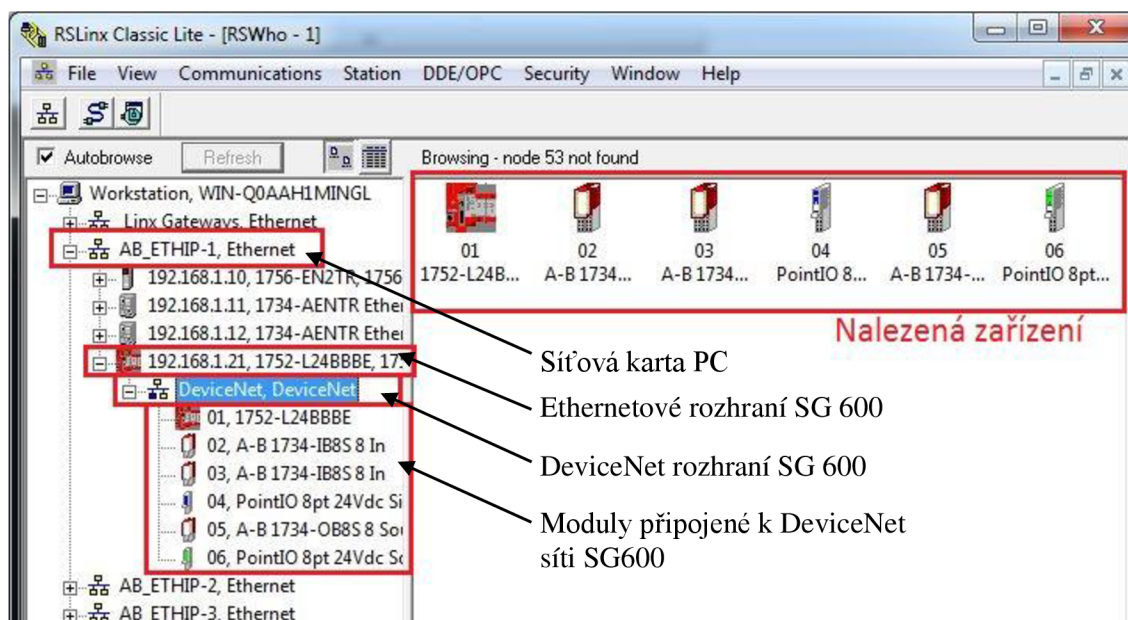 RSLinx Classic Lite - [RSWho - 1]
File View Communications Station DDE/OPC Security Window Help
Autobrowse Refresh Browsing - node 53 not found
Workstation, WIN-Q0AAH1MINGL
Linx Gateways, Ethernet
AB_ETHIP-1, Ethernet
192.168.1.10, 1756-EN2TR, 1756
192.168.1.11, 1734-AENTR Ether
192.168.1.12, 1734-AENTR Ether
192.168.1.21, 1752-L24BBBE, 17
DeviceNet, DeviceNet
01, 1752-L24BBBE
02, A-B 1734-IB8S 8 In
03, A-B 1734-IB8S 8 In
04, PointIO 8pt 24Vdc Si
05, A-B 1734-OB8S 8 Sou
06, PointIO 8pt 24Vdc So
AB_ETHIP-2, Ethernet
AB_ETHIP-3, Ethernet
01 02 03 04 05 06
1752-L24B... A-B 1734... A-B 1734... PointIO 8... A-B 1734-... PointIO 8pt...
Nalezená zařízení
Síťová karta PC
Ethernetové rozhraní SG 600
DeviceNet rozhraní SG 600
Moduly připojené k DeviceNet
síti SG600